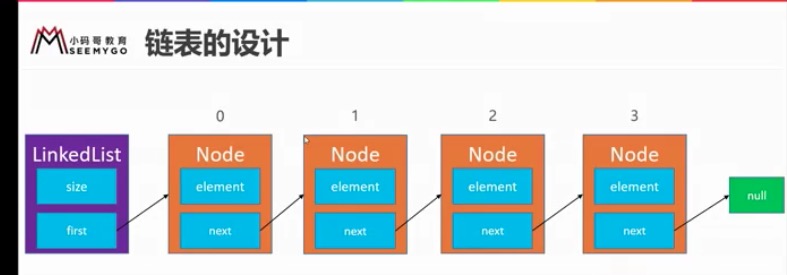 小码哥教育
SEEMYGO
链表的设计
0 1 2 3
LinkedList Node Node Node Node
size element element element element
first next next next next
null